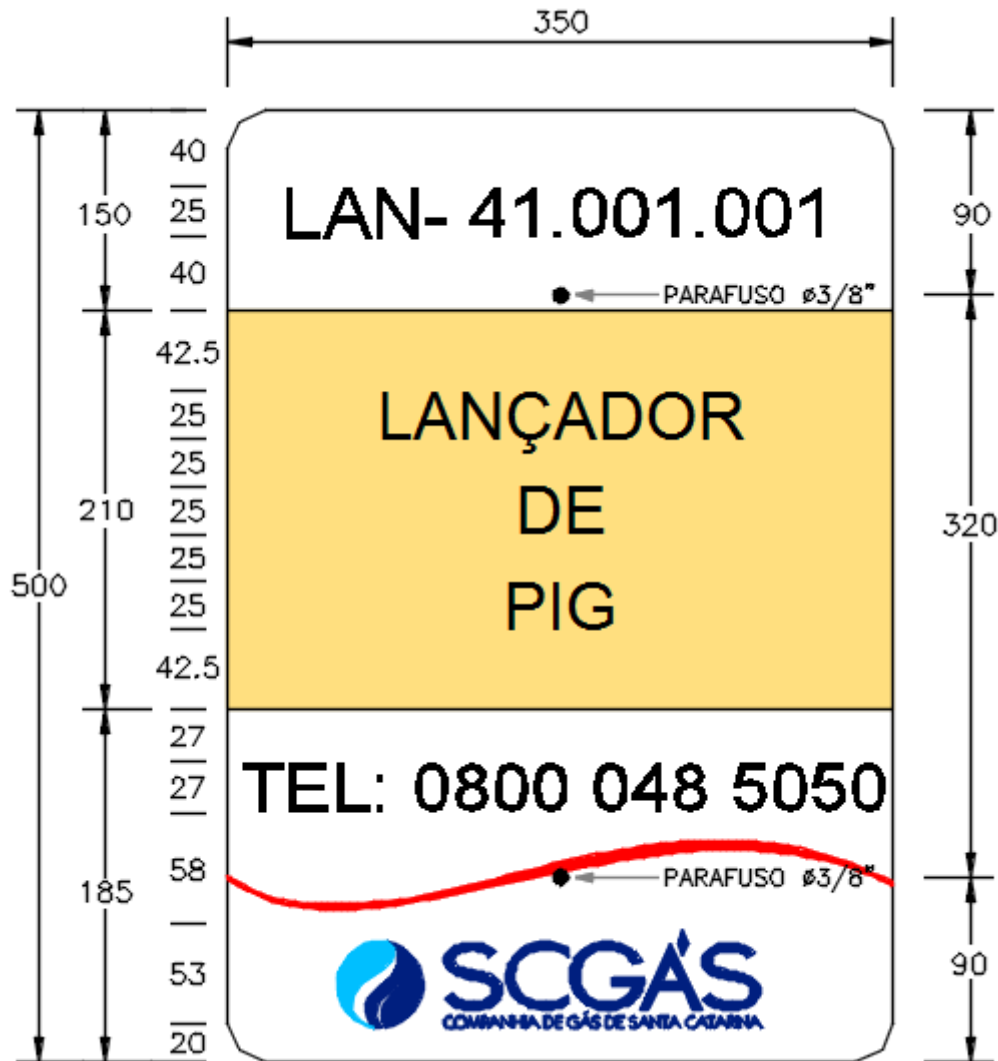 350
40
150
25
90
LAN- 41.001.001
40
PARAFUSO ø3/8"
42.5
25
LANÇADOR
25
210
25
DE
320
25
500
25
PIG
42.5
27
27
TEL: 0800 048 5050
58
185
PARAFUSO ø3/8"
53
90
SCGÁS
COMPANHIA DE GÁS DE SANTA CATARINA
20